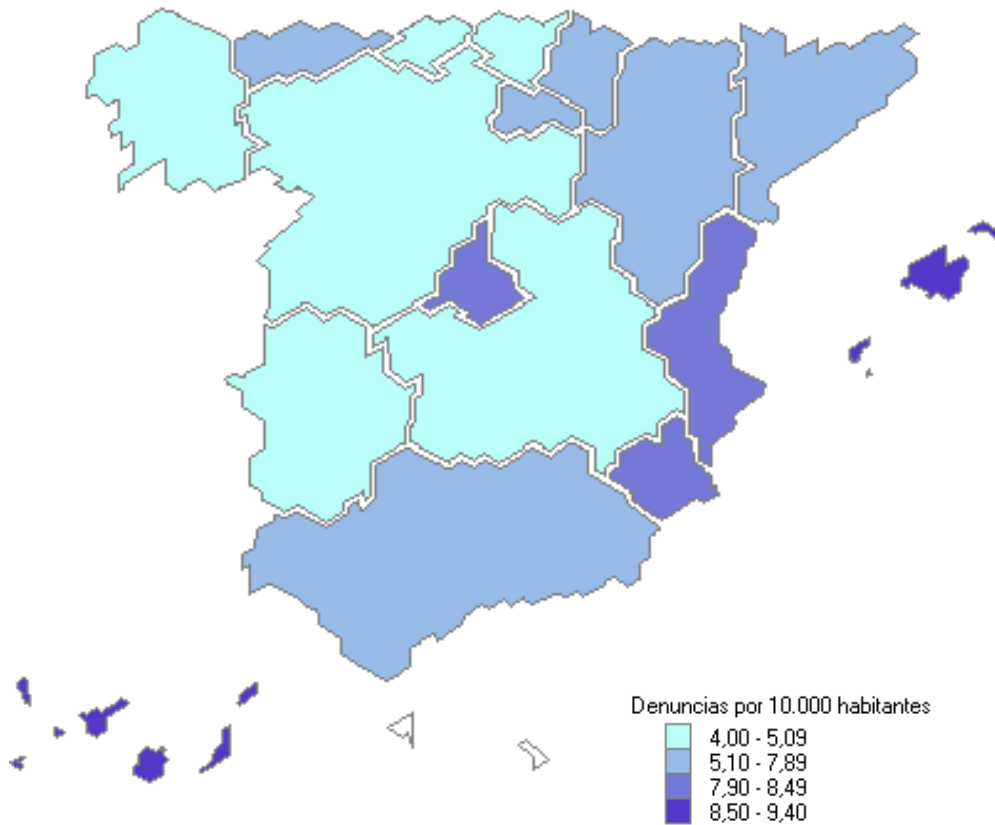 Denuncias por 10.000 habitantes
4,00 - 5,09
5,10 - 7,89
7,90 - 8,49
8,50 - 9,40